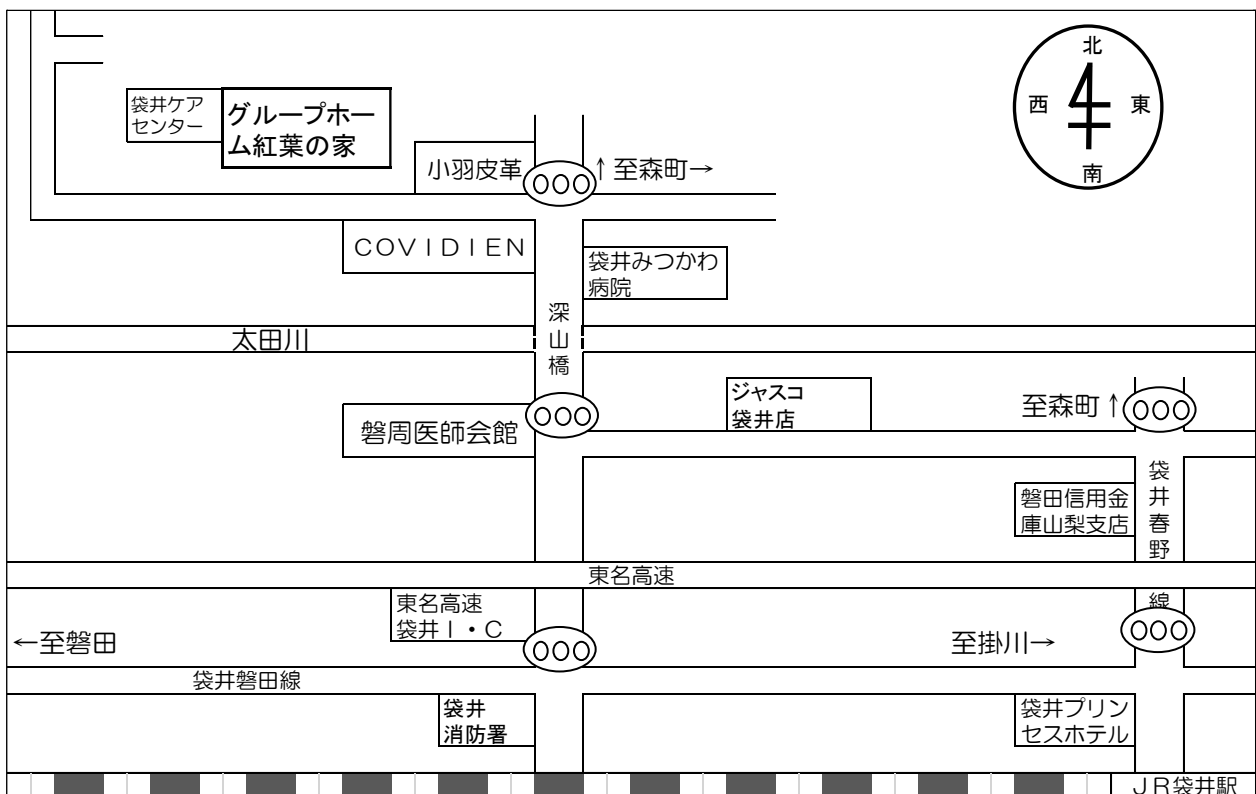 北
西
東
南
袋井ケア
センター
グループホー
ム紅葉の家
小羽皮革
↑至森町→
COVIDIEN
袋井みつかわ
病院
深山橋
太田川
ジャスコ
袋井店
至森町↑
磐周医師会館
袋井春野線
磐田信用金
庫山梨支店
東名高速
東名高速
袋井I・C
←至磐田
至掛川→
袋井磐田線
袋井
消防署
袋井プリン
セスホテル
JR袋井駅